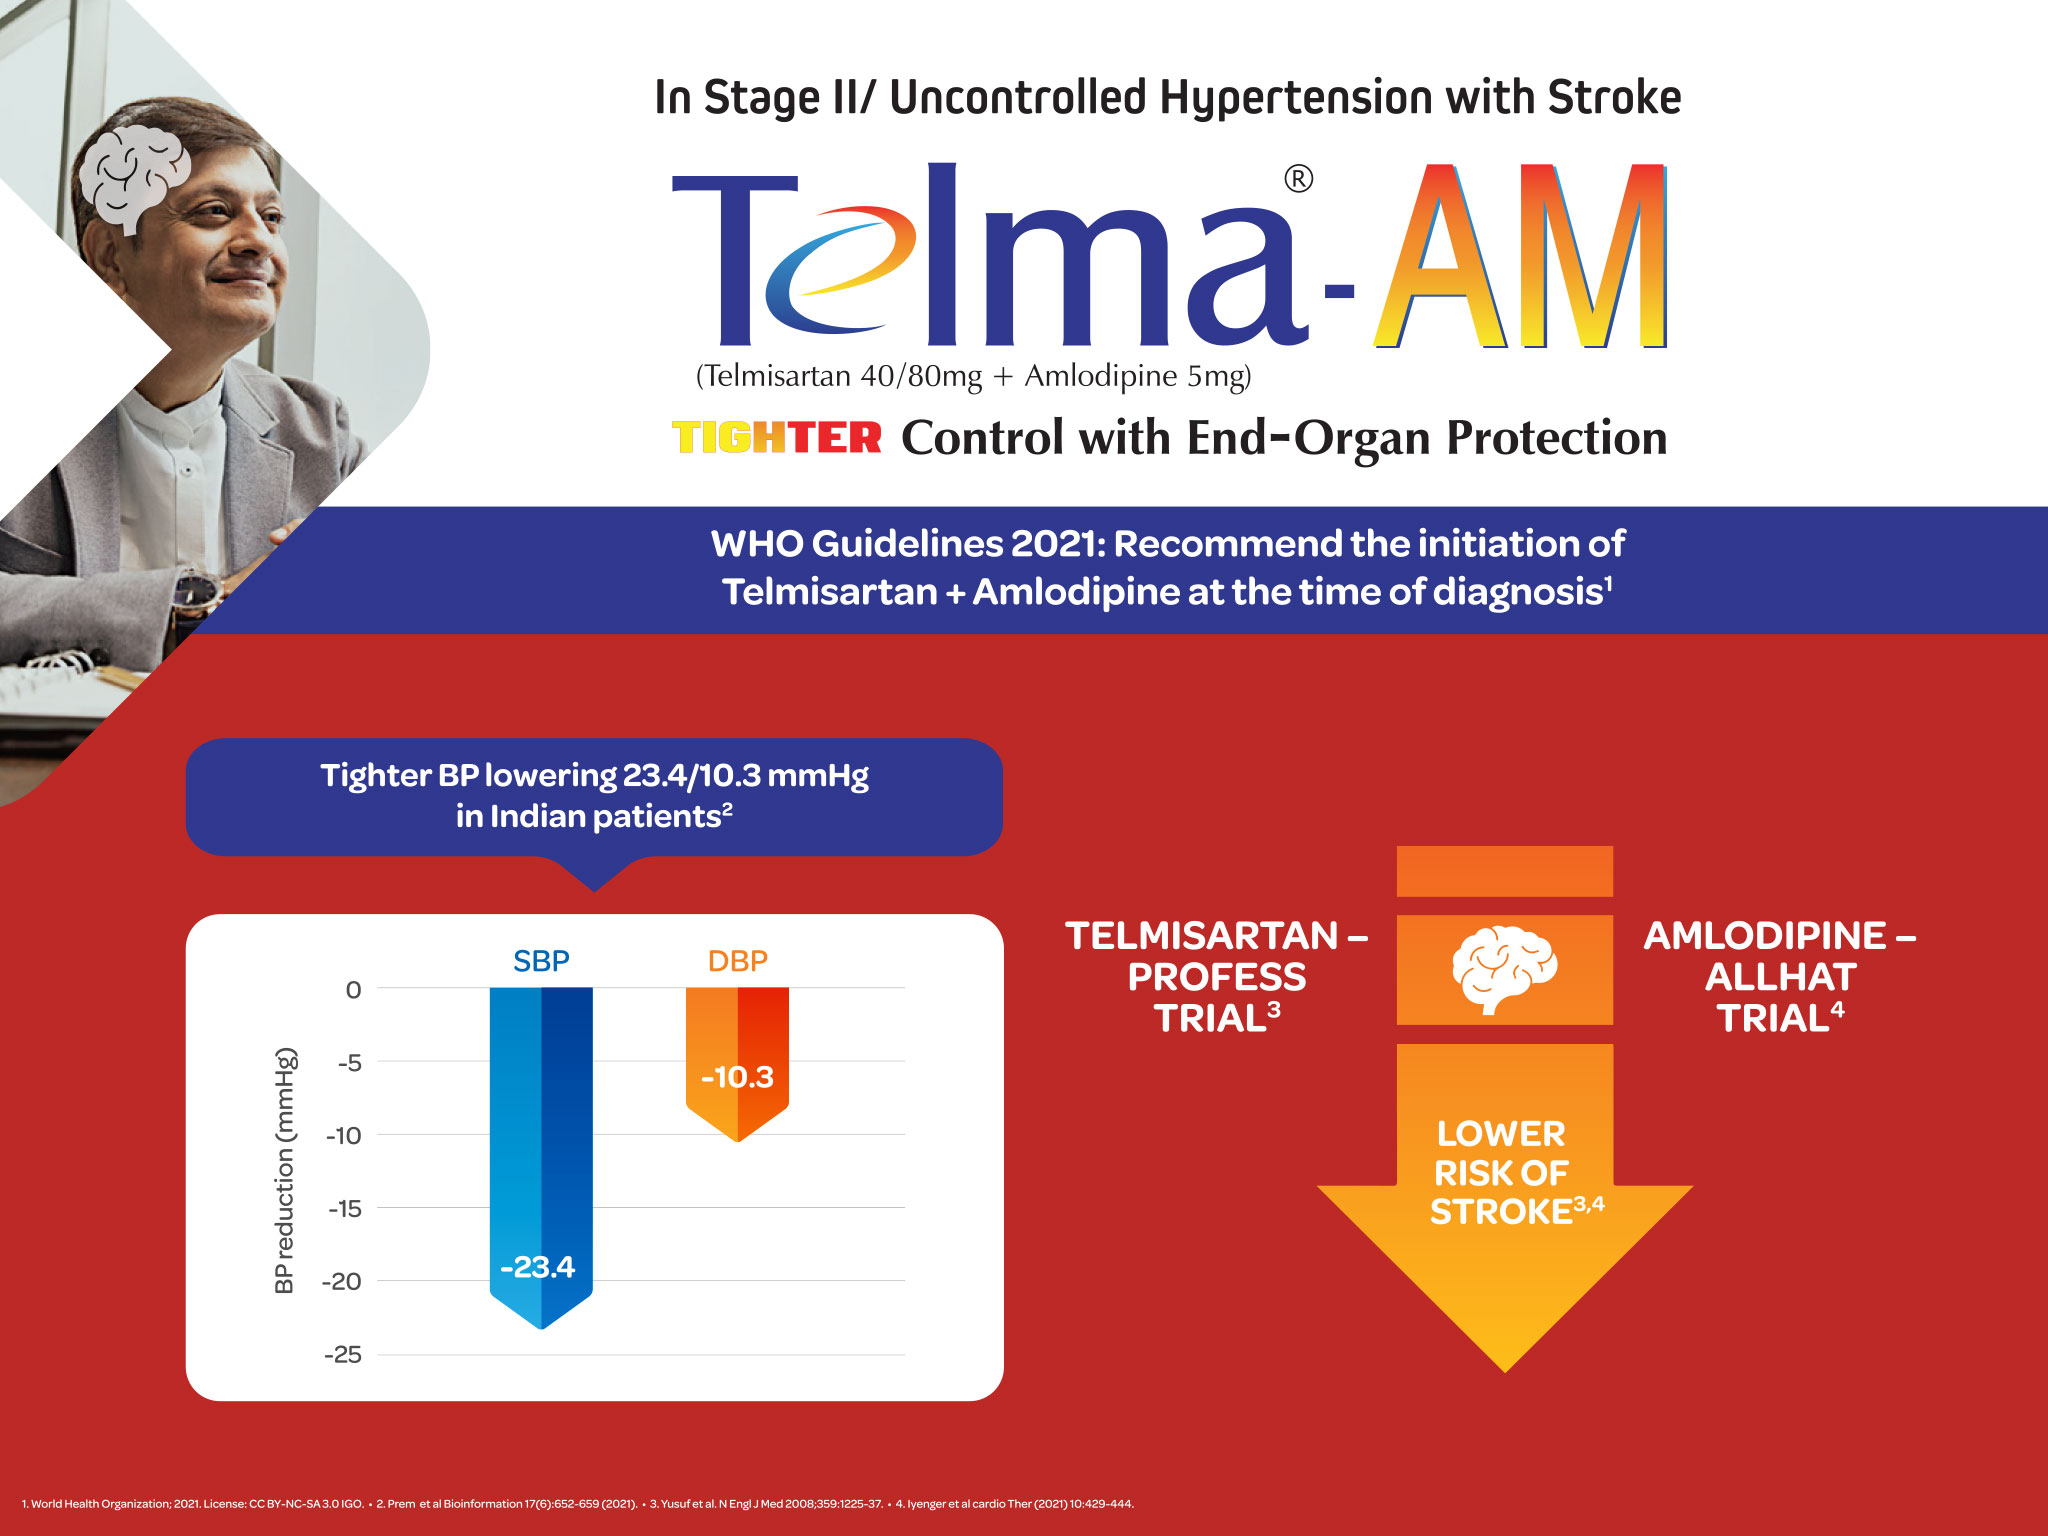 In Stage II/ Uncontrolled Hypertension with Stroke
Telma®-AM
(Telmisartan 40/80mg + Amlodipine 5mg)
TIGHTER Control with End-Organ Protection
WHO Guidelines 2021: Recommend the initiation of
Telmisartan + Amlodipine at the time of diagnosis¹
Tighter BP lowering 23.4/10.3 mmHg
in Indian patients²
SBP
DBP
BP reduction (mmHg)
0
-5
-10
-15
-20
-25
-23.4
-10.3
TELMISARTAN –
PROFESS
TRIAL³
AMLODIPINE –
ALLHAT
TRIAL⁴
LOWER
RISK OF
STROKE³,⁴
1. World Health Organization; 2021. License: CC BY-NC-SA 3.0 IGO. • 2. Prem et al Bioinformation 17(6):652-659 (2021). • 3. Yusuf et al. N Engl J Med 2008;359:1225-37. • 4. Iyenger et al cardio Ther (2021) 10:429-444.